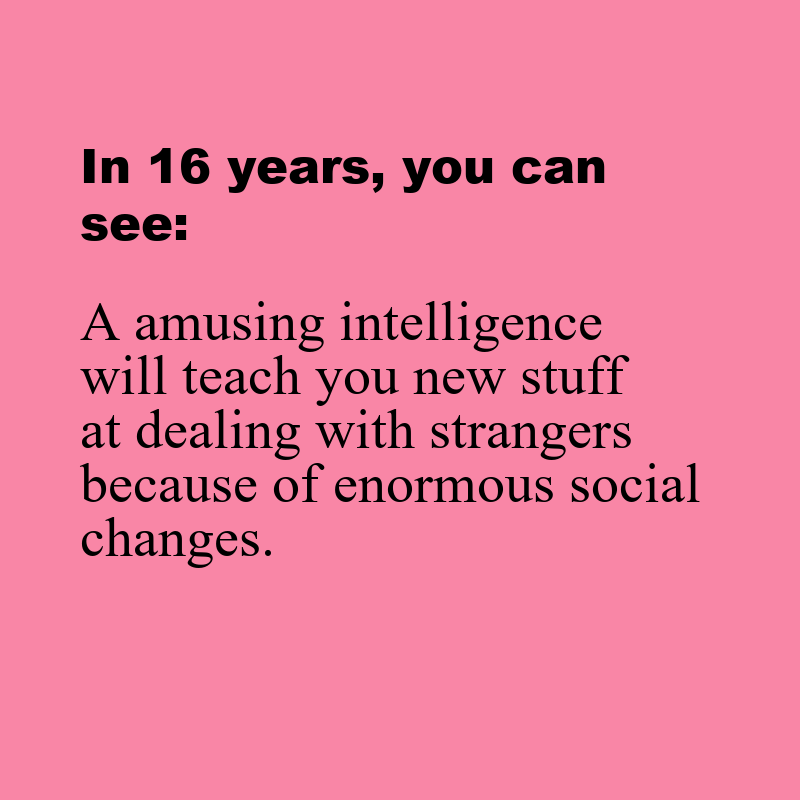 In 16 years, you can
see:
A amusing intelligence
will teach you new stuff
at dealing with strangers
because of enormous social
changes.